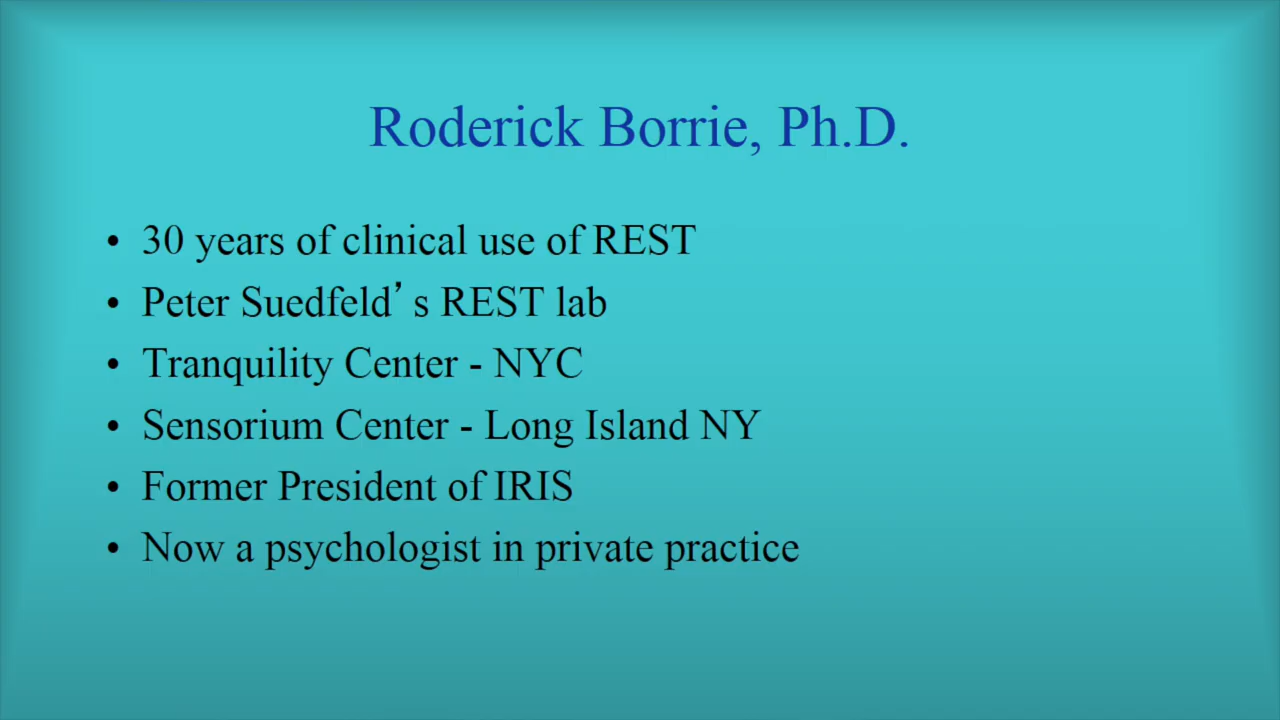 Roderick Borrie, Ph.D.
• 30 years of clinical use of REST
• Peter Suedfeld’s REST lab
• Tranquility Center - NYC
• Sensorium Center - Long Island NY
• Former President of IRIS
• Now a psychologist in private practice